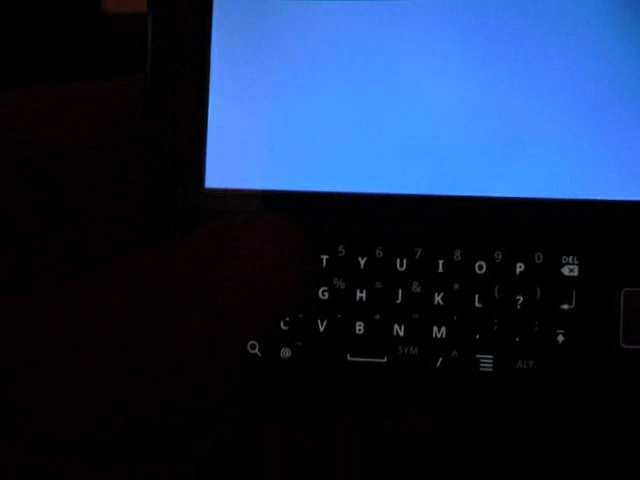 T 5 Y 6 U 7 I 8 O 9 P 0 DEL
G % H = J & K * L ( ? )
C V B N " M , ; . :
@ SYM / ^ ALT